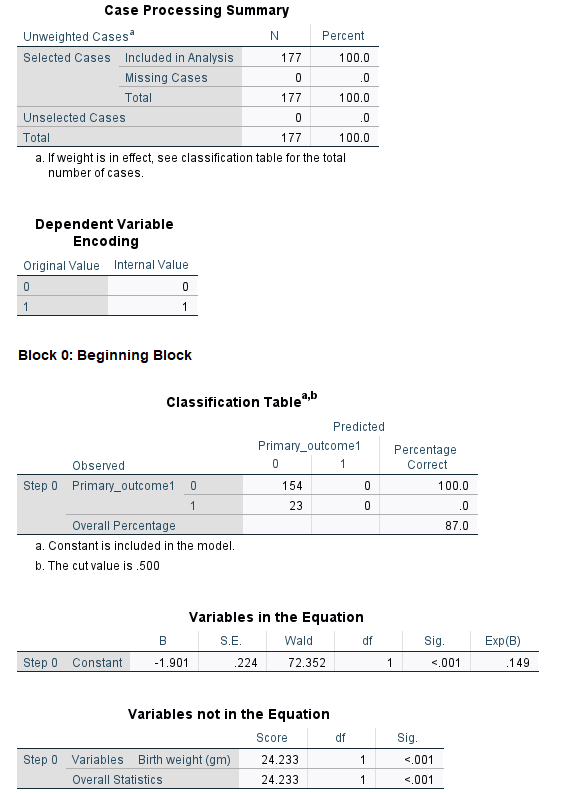 Case Processing Summary
Unweighted Casesᵃ N Percent
Selected Cases Included in Analysis 177 100.0
Missing Cases 0 .0
Total 177 100.0
Unselected Cases 0 .0
Total 177 100.0
a. If weight is in effect, see classification table for the total
number of cases.
Dependent Variable
Encoding
Original Value Internal Value
0 0
1 1
Block 0: Beginning Block
Classification Tableᵃ,ᵇ
Predicted
Primary_outcome1 Percentage
Observed 0 1 Correct
Step 0 Primary_outcome1 0 154 0 100.0
1 23 0 .0
Overall Percentage 87.0
a. Constant is included in the model.
b. The cut value is .500
Variables in the Equation
B S.E. Wald df Sig. Exp(B)
Step 0 Constant -1.901 .224 72.352 1 <.001 .149
Variables not in the Equation
Score df Sig.
Step 0 Variables Birth weight (gm) 24.233 1 <.001
Overall Statistics 24.233 1 <.001